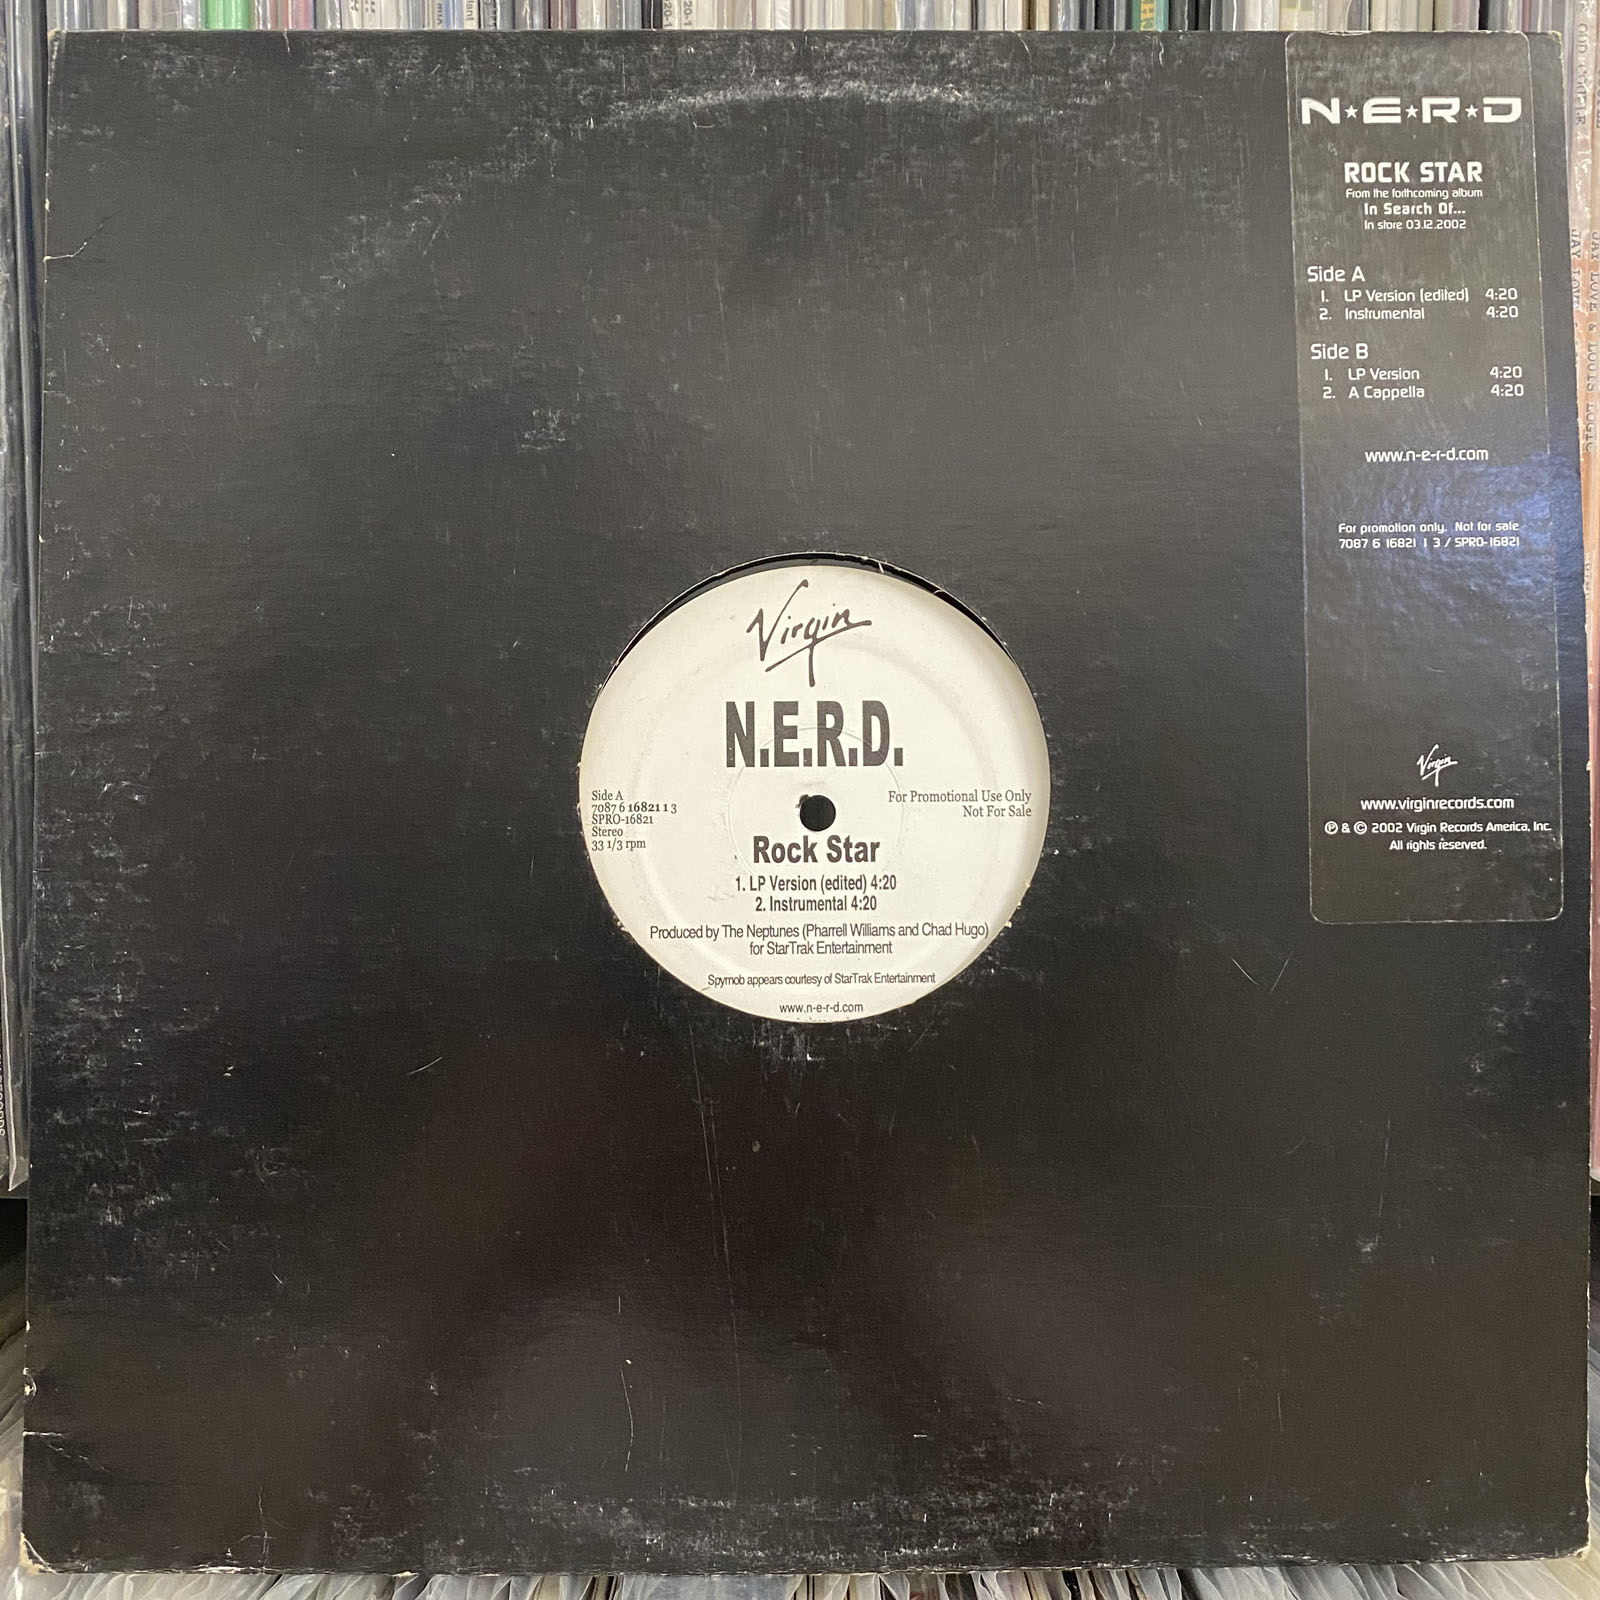 N★E★R★D
ROCK STAR
From the forthcoming album
In Search Of...
In store 03.12.2002
Side A
1. LP Version (edited) 4:20
2. Instrumental 4:20
Side B
1. LP Version 4:20
2. A Cappella 4:20
www.n-e-r-d.com
For promotion only. Not for sale
7087 6 16821 1 3 / SPRO-16821
Virgin
www.virginrecords.com
℗ & © 2002 Virgin Records America, Inc.
All rights reserved.
Virgin
N.E.R.D.
Side A
7087 6 16821 1 3
SPRO-16821
Stereo
33 1/3 rpm
For Promotional Use Only
Not For Sale
Rock Star
1. LP Version (edited) 4:20
2. Instrumental 4:20
Produced by The Neptunes (Pharrell Williams and Chad Hugo)
for StarTrak Entertainment
Spymob appears courtesy of StarTrak Entertainment
www.n-e-r-d.com